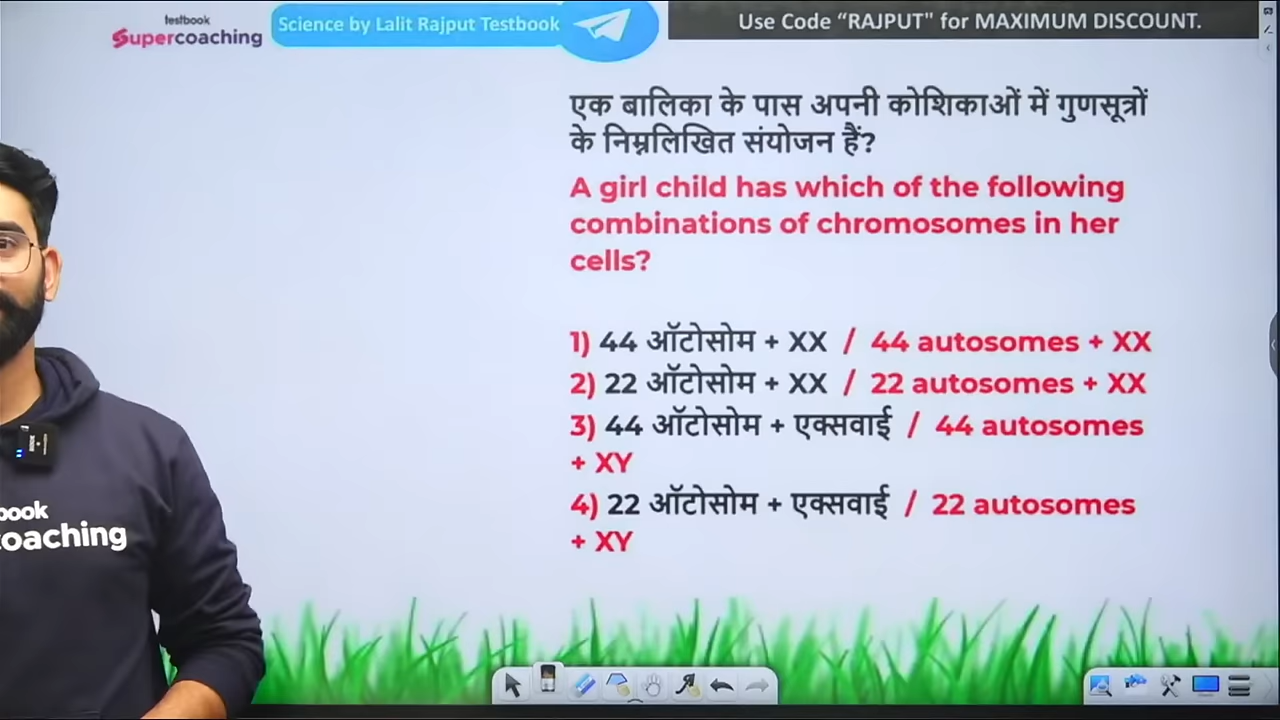 testbook
Supercoaching
Science by Lalit Rajput Testbook
Use Code “RAJPUT" for MAXIMUM DISCOUNT.
एक बालिका के पास अपनी कोशिकाओं में गुणसूत्रों
के निम्नलिखित संयोजन हैं?
A girl child has which of the following
combinations of chromosomes in her
cells?
1) 44 ऑटोसोम + XX / 44 autosomes + XX
2) 22 ऑटोसोम + XX / 22 autosomes + XX
3) 44 ऑटोसोम + एक्सवाई / 44 autosomes
+ XY
4) 22 ऑटोसोम + एक्सवाई / 22 autosomes
+ XY
book
coaching